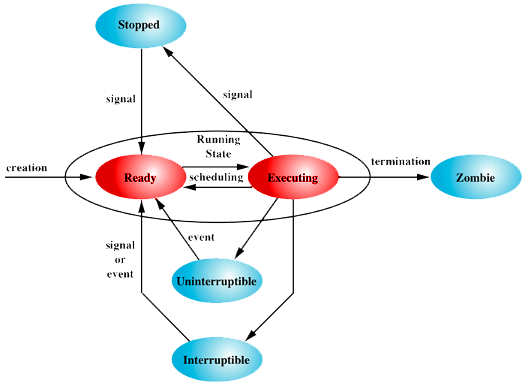 Stopped
signal
signal
Running
State
creation
Ready
scheduling
Executing
termination
Zombie
signal
or
event
event
Uninterruptible
Interruptible